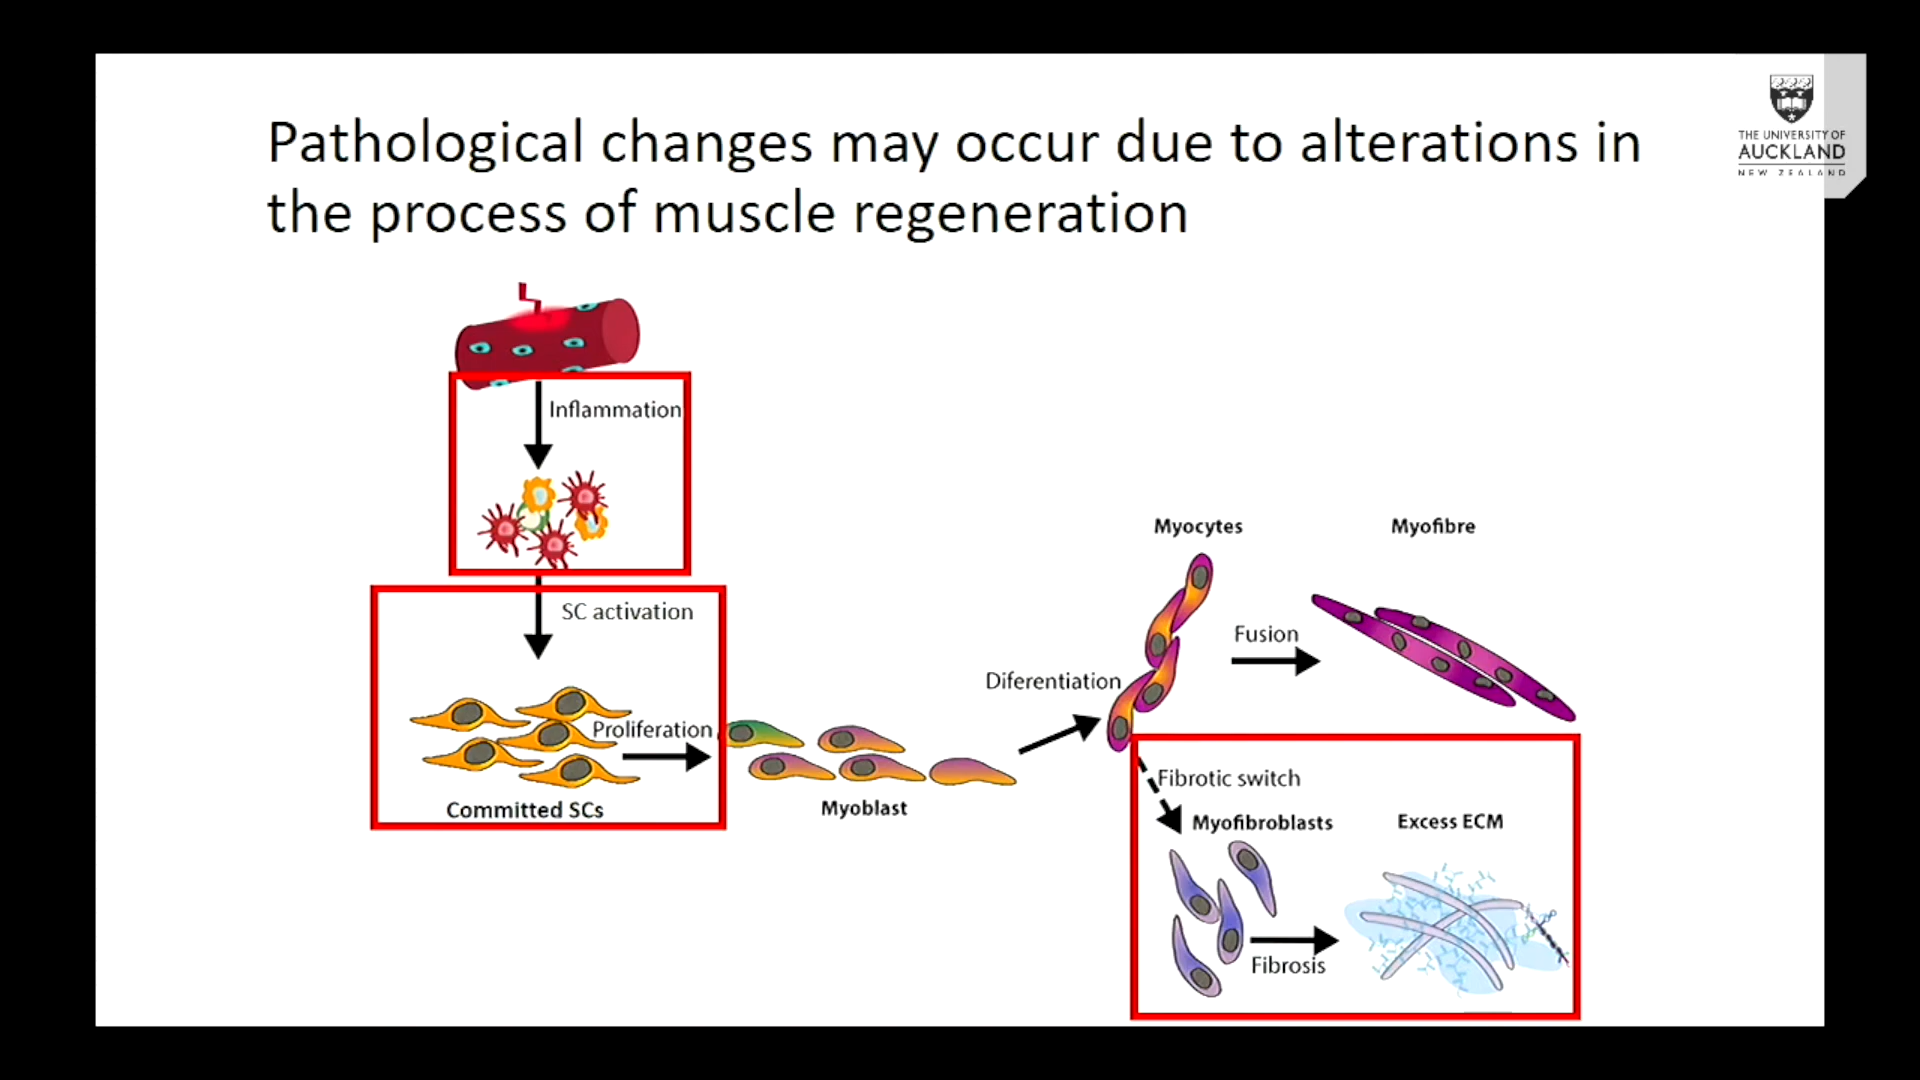 Pathological changes may occur due to alterations in
the process of muscle regeneration
THE UNIVERSITY OF
AUCKLAND
NEW ZEALAND
Inflammation
SC activation
Proliferation
Committed SCs
Myoblast
Diferentiation
Myocytes
Fusion
Myofibre
Fibrotic switch
Myofibroblasts
Excess ECM
Fibrosis